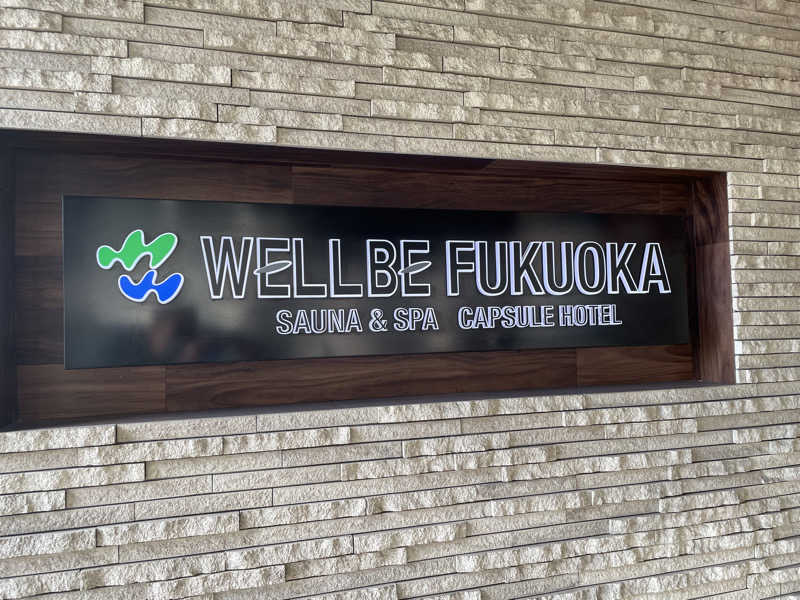 WELLBE FUKUOKA
SAUNA & SPA CAPSULE HOTEL